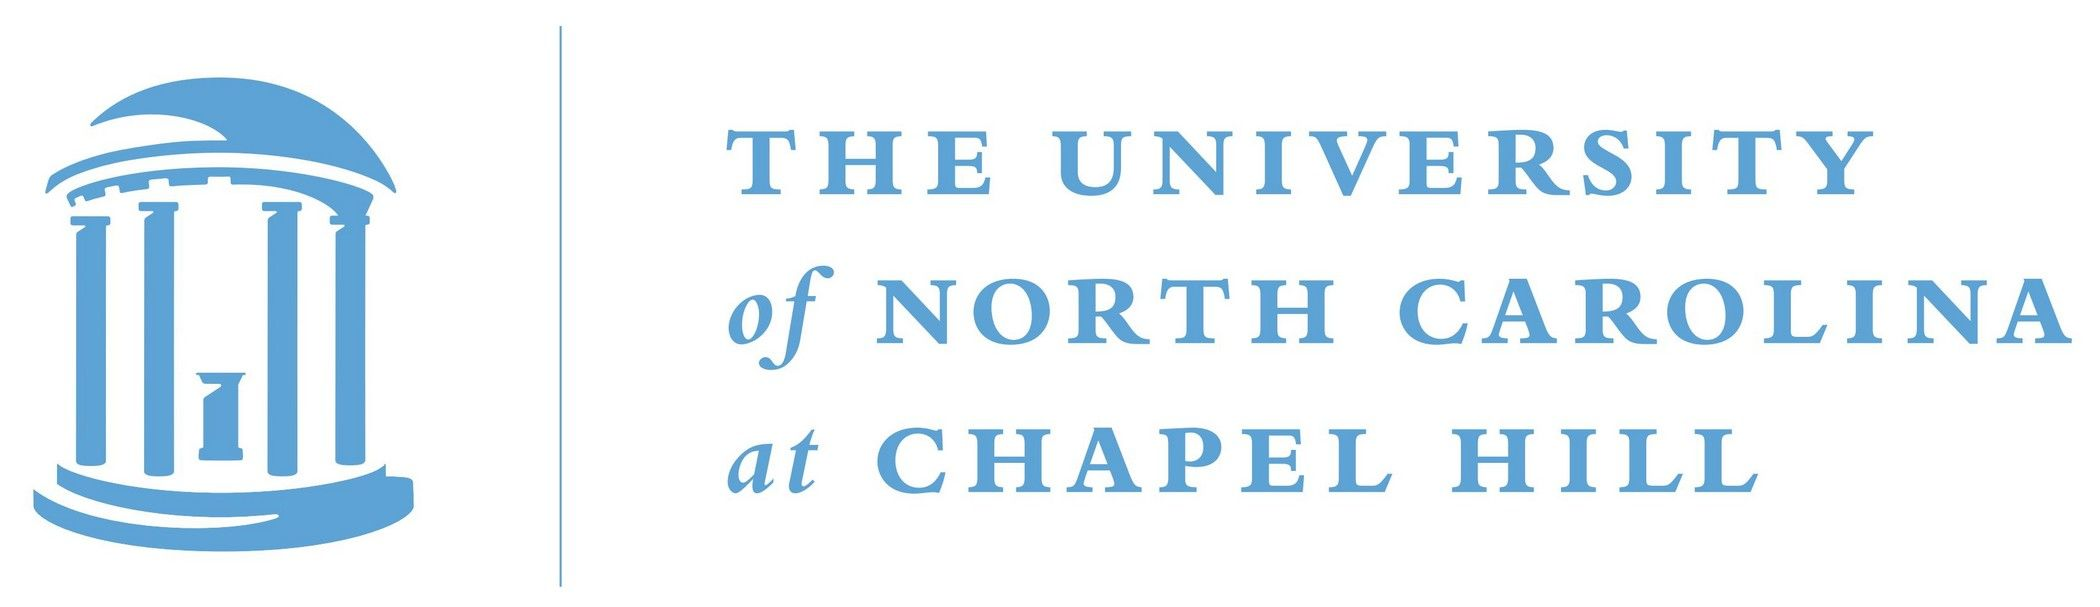 THE UNIVERSITY
of NORTH CAROLINA
at CHAPEL HILL